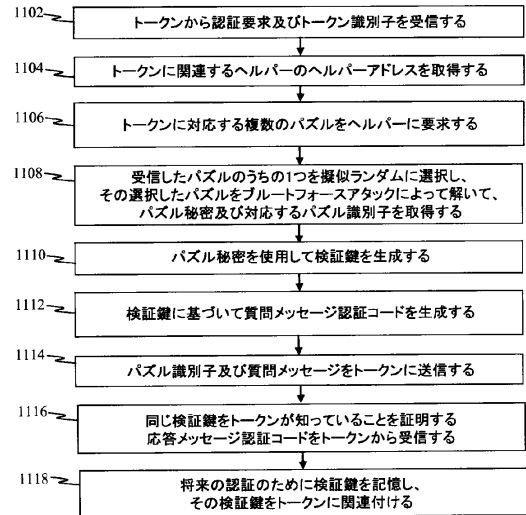 1102
トークンから認証要求及びトークン識別子を受信する
1104
トークンに関連するヘルパーのヘルパーアドレスを取得する
1106
トークンに対応する複数のパズルをヘルパーに要求する
1108
受信したパズルのうちの1つを擬似ランダムに選択し、
その選択したパズルをブルートフォースアタックによって解いて、
パズル秘密及び対応するパズル識別子を取得する
1110
パズル秘密を使用して検証鍵を生成する
1112
検証鍵に基づいて質問メッセージ認証コードを生成する
1114
パズル識別子及び質問メッセージをトークンに送信する
1116
同じ検証鍵をトークンが知っていることを証明する
応答メッセージ認証コードをトークンから受信する
1118
将来の認証のために検証鍵を記憶し、
その検証鍵をトークンに関連付ける